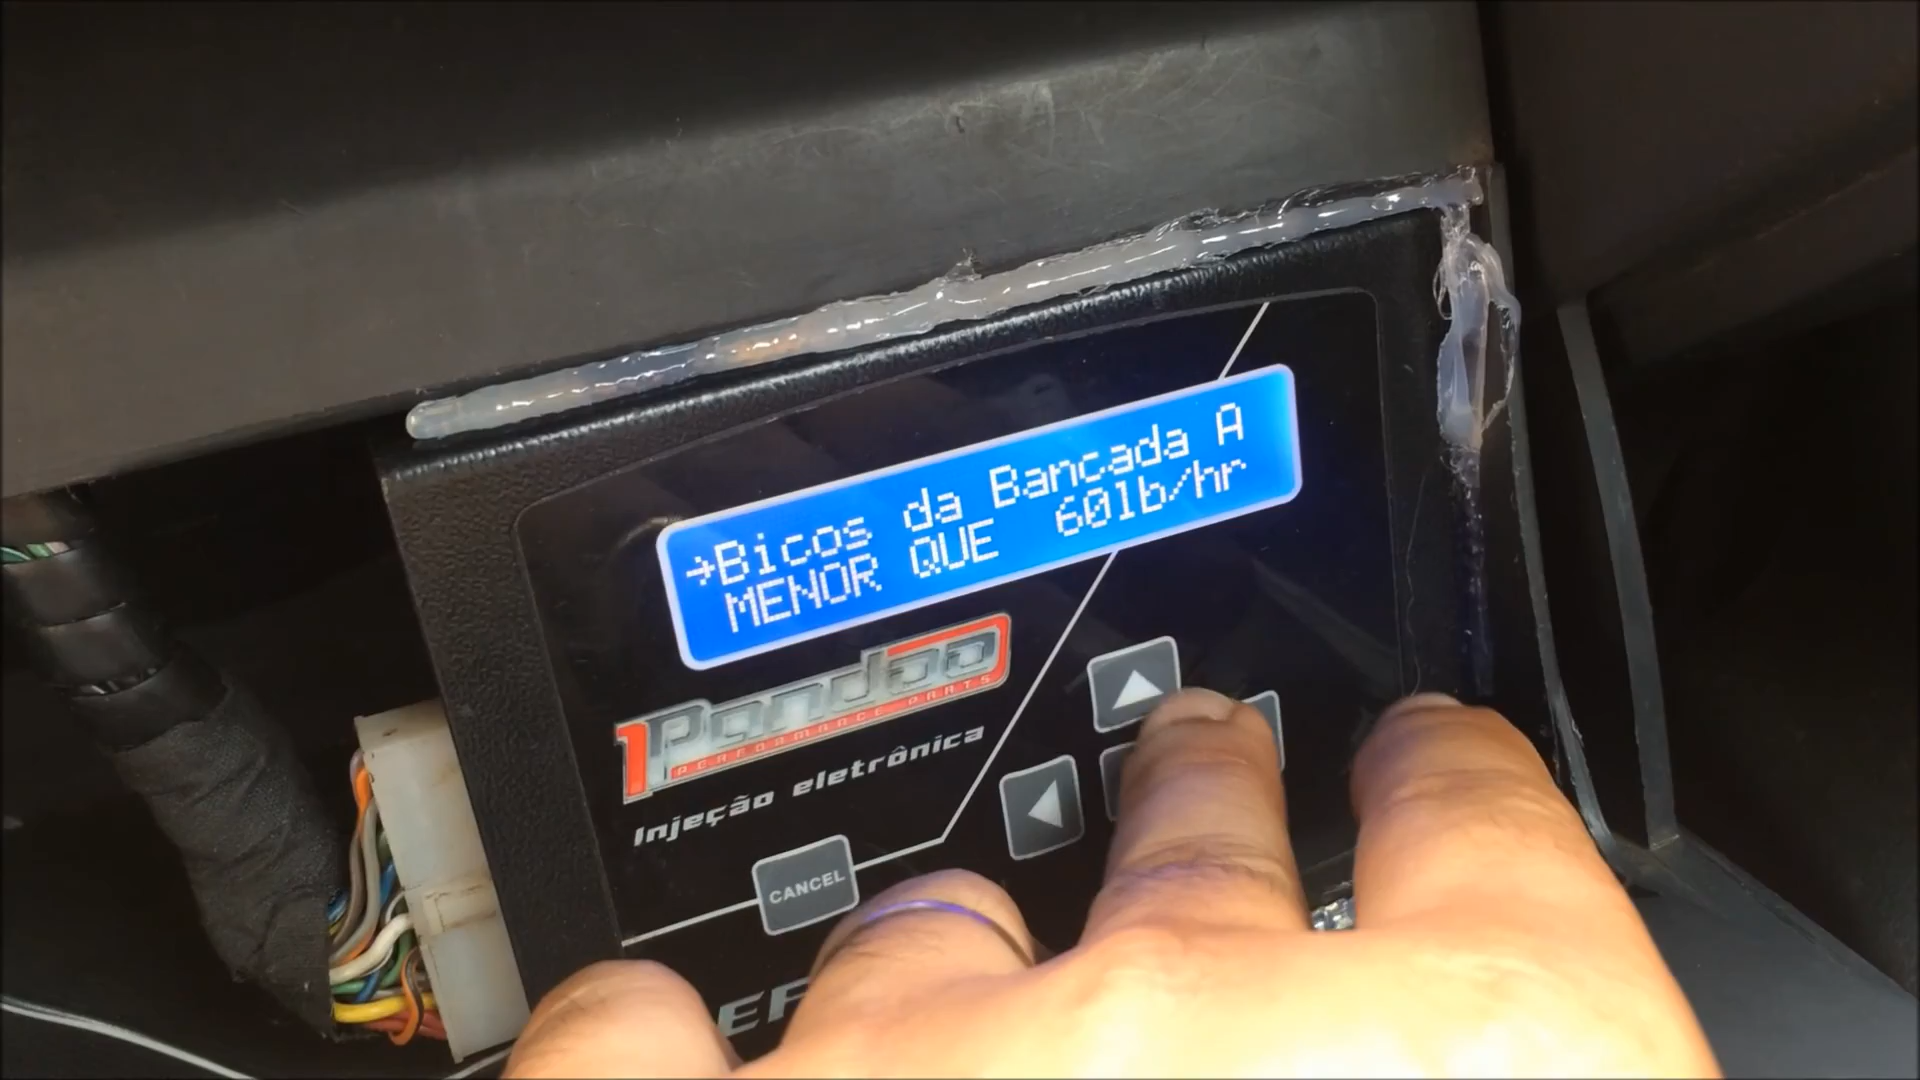 →Bicos da Bancada A
MENOR QUE 60lb/hr
Pandoo
PERFORMANCE PARTS
Injeção eletrônica
CANCEL